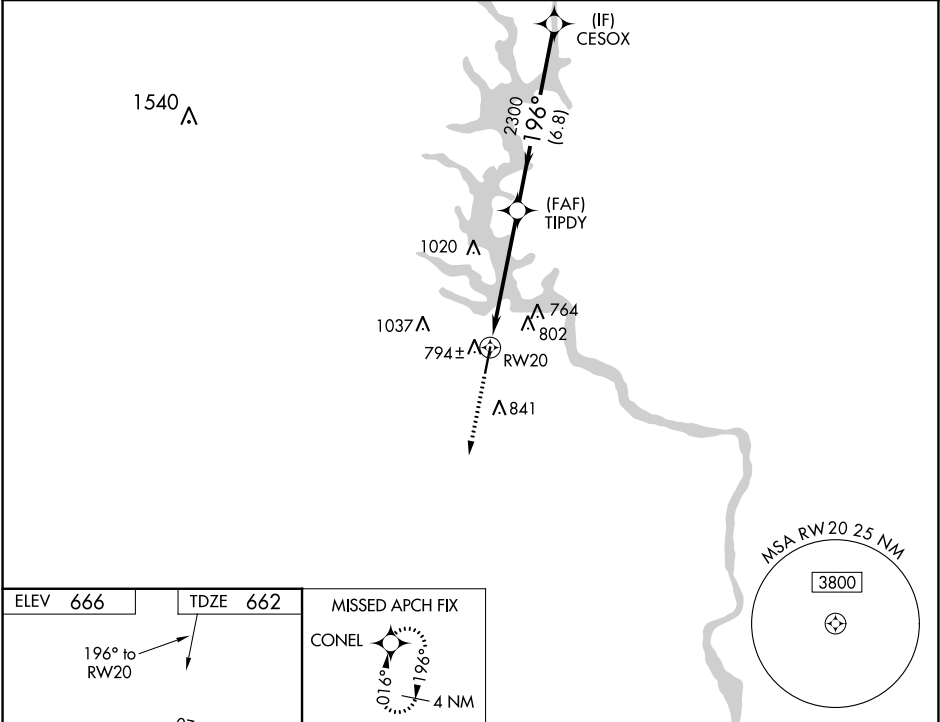 (IF)
CESOX
1540
2300
196°
(6.8)
(FAF)
TIPDY
1020
764
1037
802
794±
RW20
841
MSA RW 20 25 NM
3800
ELEV 666
TDZE 662
MISSED APCH FIX
CONEL
196° to
RW20
016°
196°
4 NM